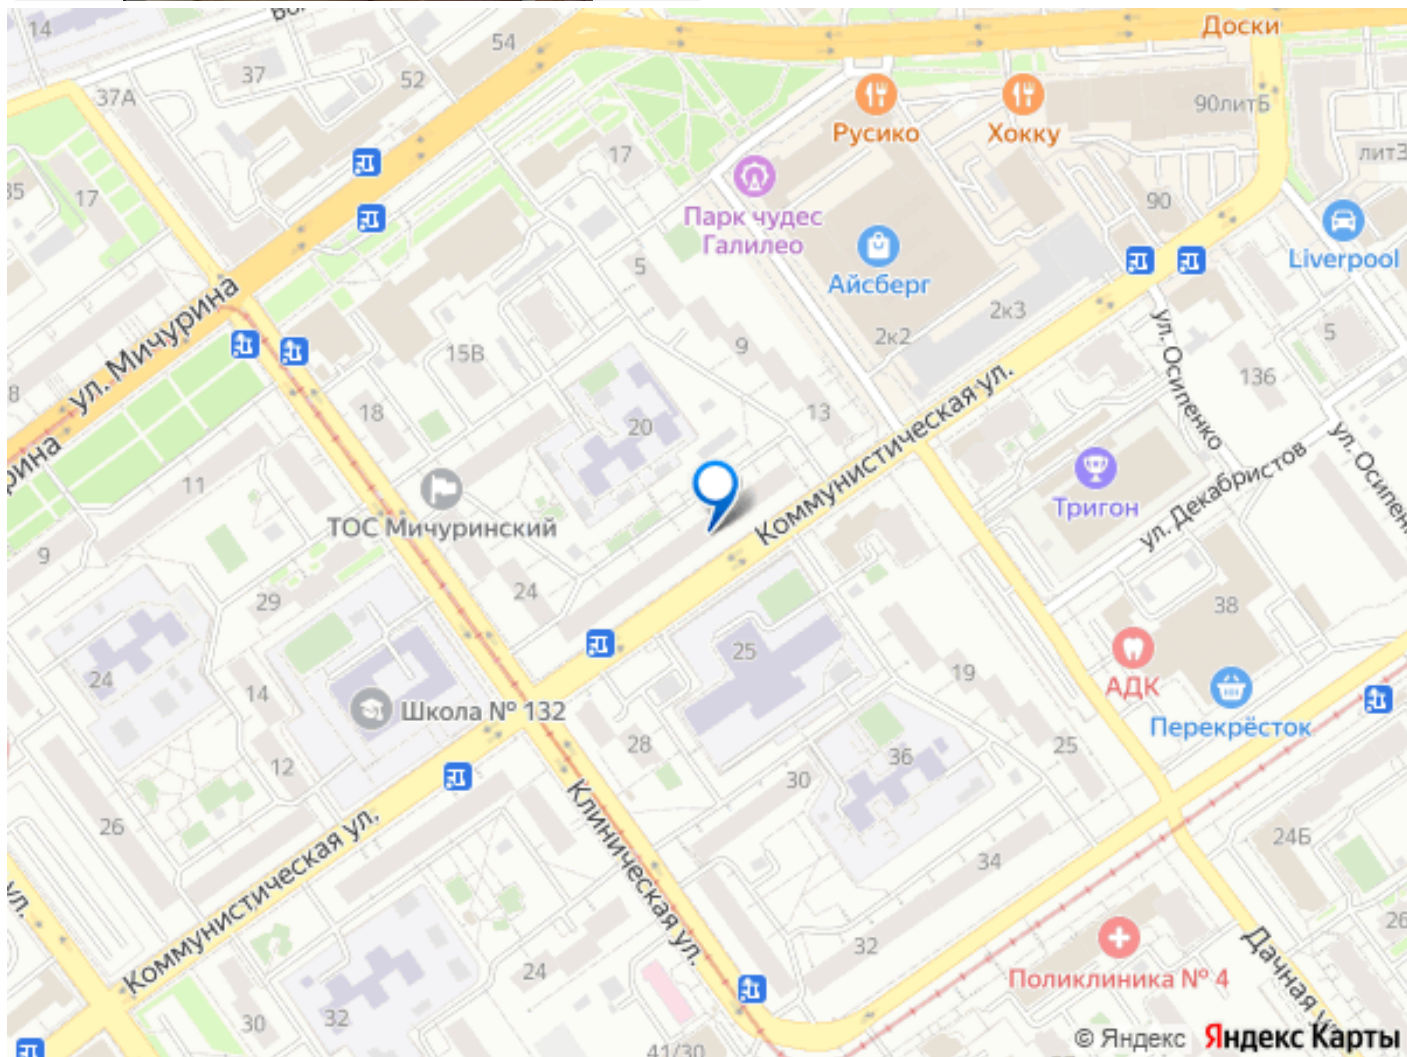 14
54
37
52
37А
Доски
90литБ
Русико
Хокку
17
лит3
35
17
90
Парк чудес
Галилео
5
Айсберг
Liverpool
2к3
2к2
5
ул. Мичурина
15В
9
ул. Осипенко
136
8
18
20
13
Коммунистическая ул.
ул. Осипенко
11
Тригон
ул. Декабристов
ТОС Мичуринский
9
24
29
38
25
24
14
Школа № 132
19
АДК
Перекрёсток
28
25
12
36
30
26
Клиническая ул.
24Б
34
Коммунистическая ул.
ул.
26
32
24
Поликлиника № 4
Дачная ул.
30
32
41/30
© Яндекс Яндекс Карты